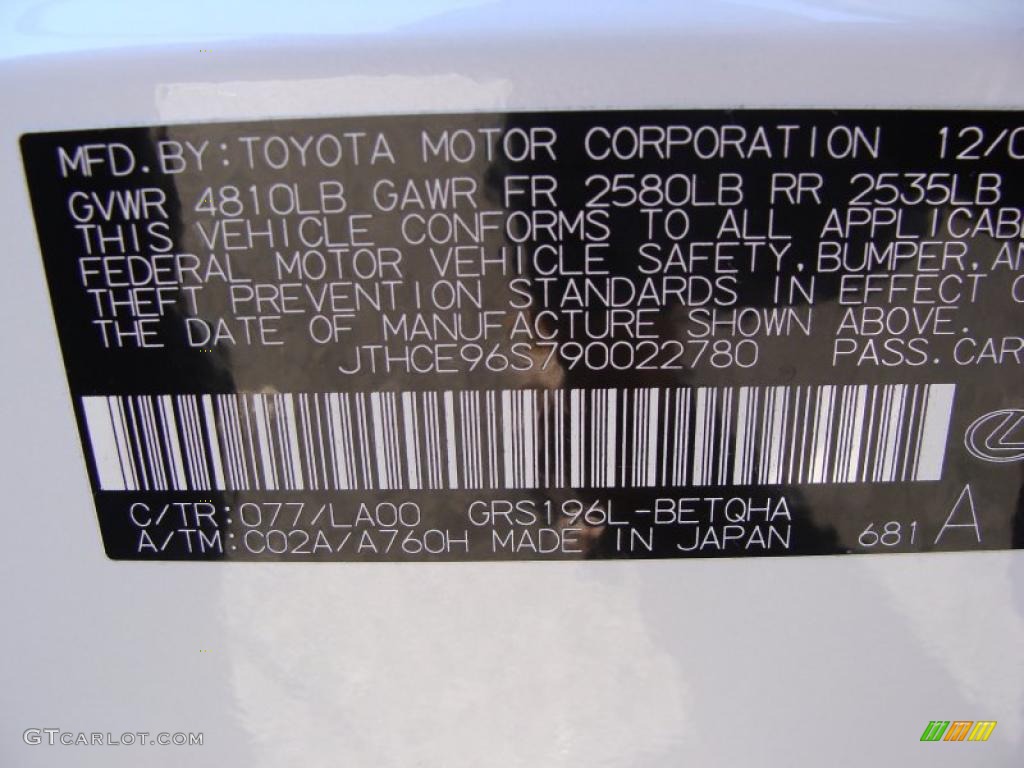 MFD. BY: TOYOTA MOTOR CORPORATION 12/0
GVWR 4810LB GAWR FR 2580LB RR 2535LB
THIS VEHICLE CONFORMS TO ALL APPLICABL
FEDERAL MOTOR VEHICLE SAFETY, BUMPER, AN
THEFT PREVENTION STANDARDS IN EFFECT O
THE DATE OF MANUFACTURE SHOWN ABOVE.
JTHCE96S790022780 PASS. CAR
C/TR: 077/LA00 GRS196L-BETQHA
A/TM: C02A/A760H MADE IN JAPAN 681 A
GTCARLOT.COM